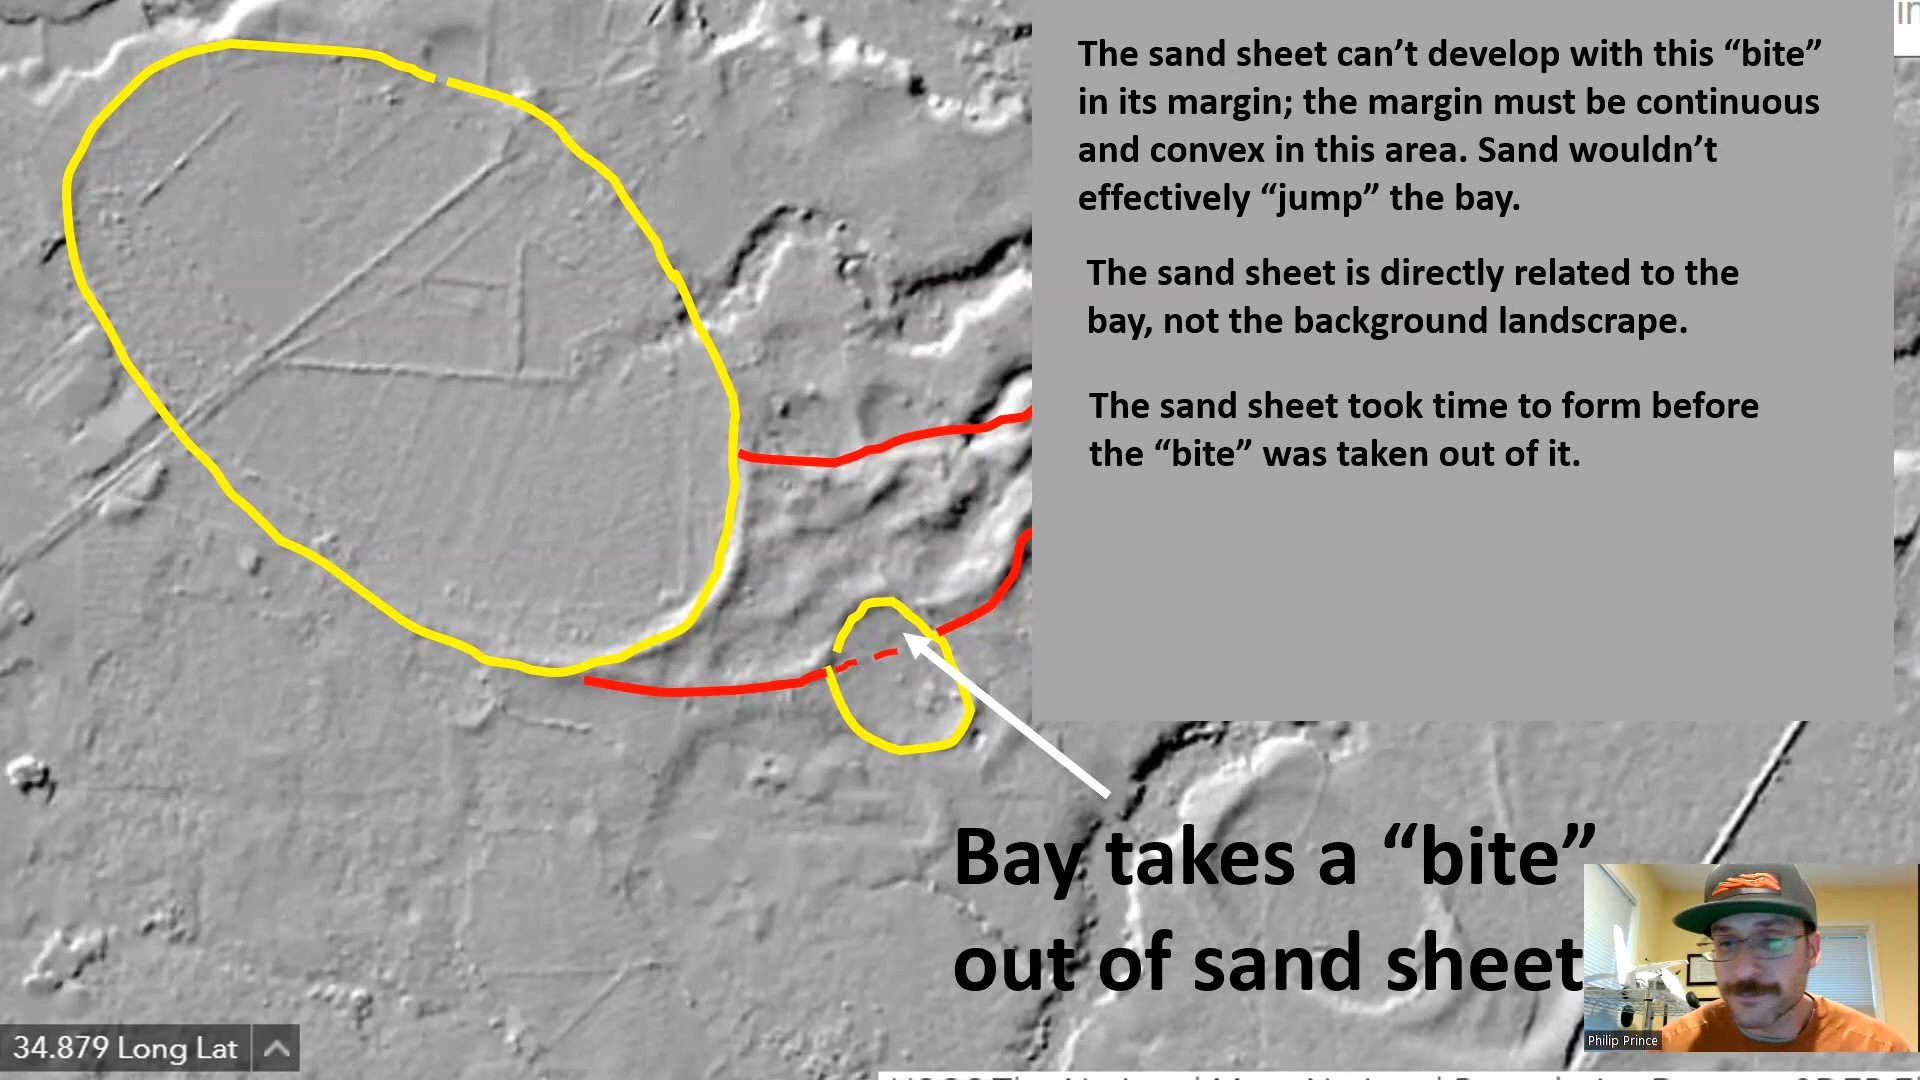 The sand sheet can’t develop with this “bite”
in its margin; the margin must be continuous
and convex in this area. Sand wouldn’t
effectively “jump” the bay.
The sand sheet is directly related to the
bay, not the background landscrape.
The sand sheet took time to form before
the “bite” was taken out of it.
Bay takes a “bite”
out of sand sheet
34.879 Long Lat
Philip Prince